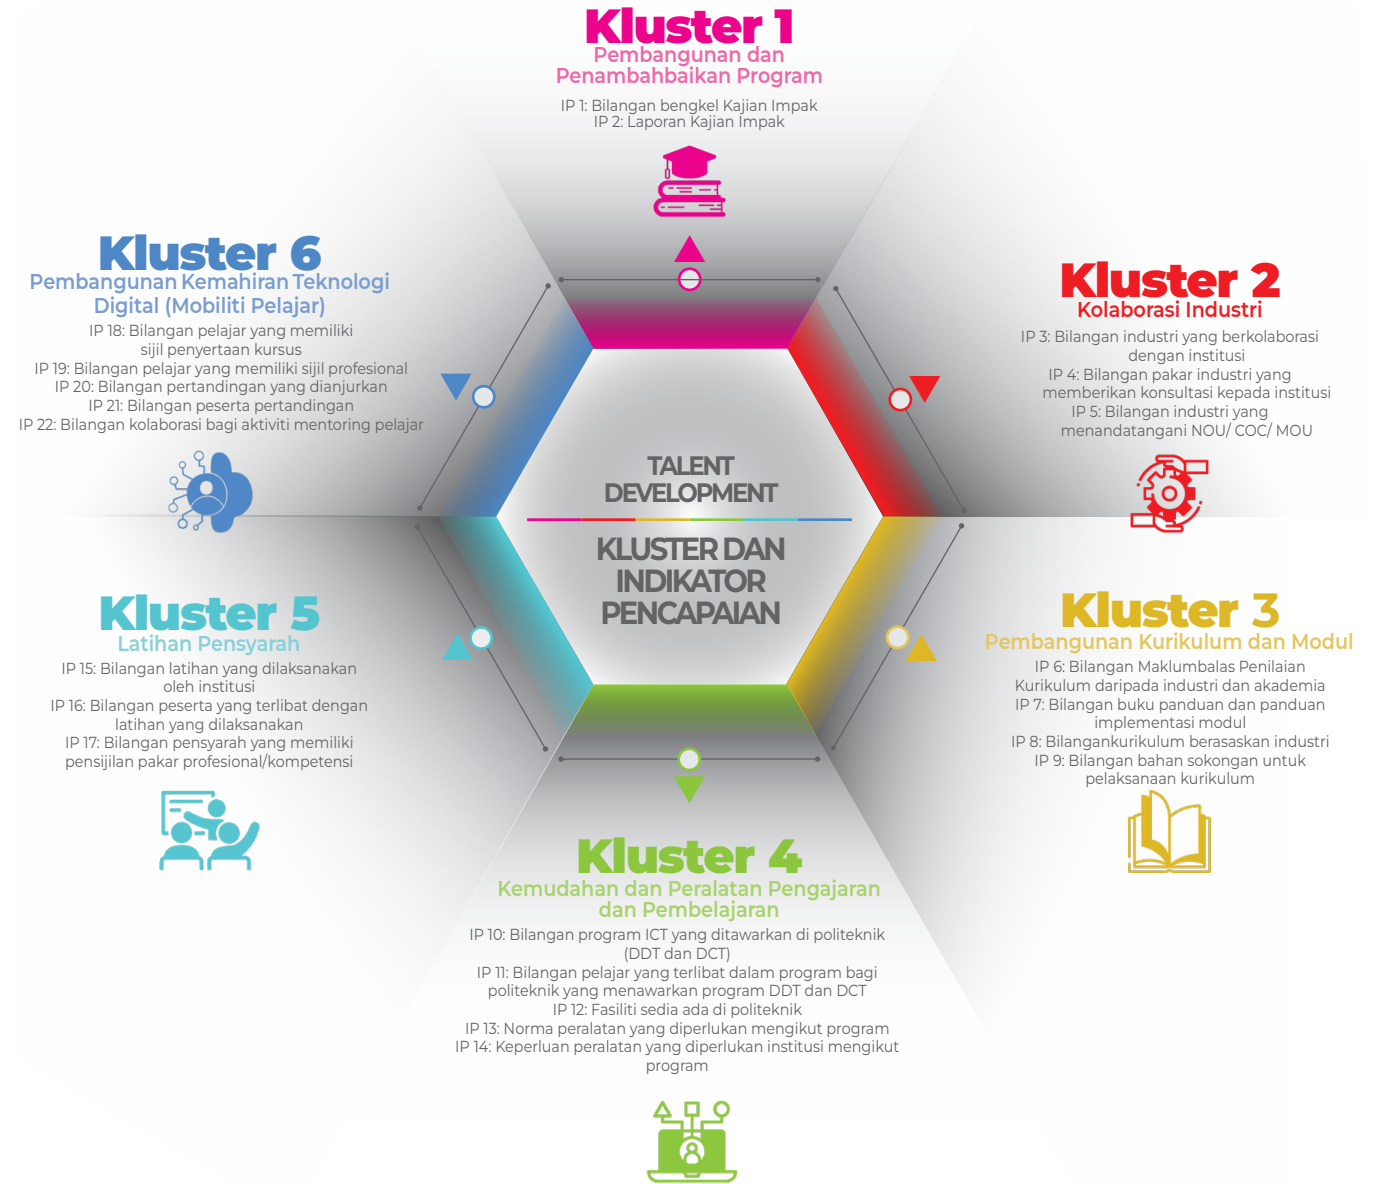 Kluster 1
Pembangunan dan
Penambahbaikan Program
IP 1: Bilangan bengkel Kajian Impak
IP 2: Laporan Kajian Impak
Kluster 2
Kolaborasi Industri
IP 3: Bilangan industri yang berkolaborasi
dengan institusi
IP 4: Bilangan pakar industri yang
memberikan konsultasi kepada institusi
IP 5: Bilangan industri yang
menandatangani NOU/ COC/ MOU
Kluster 3
Pembangunan Kurikulum dan Modul
IP 6: Bilangan Maklumbalas Penilaian
Kurikulum daripada industri dan akademia
IP 7: Bilangan buku panduan dan panduan
implementasi modul
IP 8: Bilangankurikulum berasaskan industri
IP 9: Bilangan bahan sokongan untuk
pelaksanaan kurikulum
Kluster 4
Kemudahan dan Peralatan Pengajaran
dan Pembelajaran
IP 10: Bilangan program ICT yang ditawarkan di politeknik
(DDT dan DCT)
IP 11: Bilangan pelajar yang terlibat dalam program bagi
politeknik yang menawarkan program DDT dan DCT
IP 12: Fasiliti sedia ada di politeknik
IP 13: Norma peralatan yang diperlukan mengikut program
IP 14: Keperluan peralatan yang diperlukan institusi mengikut
program
Kluster 5
Latihan Pensyarah
IP 15: Bilangan latihan yang dilaksanakan
oleh institusi
IP 16: Bilangan peserta yang terlibat dengan
latihan yang dilaksanakan
IP 17: Bilangan pensyarah yang memiliki
pensijilan pakar profesional/kompetensi
Kluster 6
Pembangunan Kemahiran Teknologi
Digital (Mobiliti Pelajar)
IP 18: Bilangan pelajar yang memiliki
sijil penyertaan kursus
IP 19: Bilangan pelajar yang memiliki sijil profesional
IP 20: Bilangan pertandingan yang dianjurkan
IP 21: Bilangan peserta pertandingan
IP 22: Bilangan kolaborasi bagi aktiviti mentoring pelajar
TALENT
DEVELOPMENT
KLUSTER DAN
INDIKATOR
PENCAPAIAN